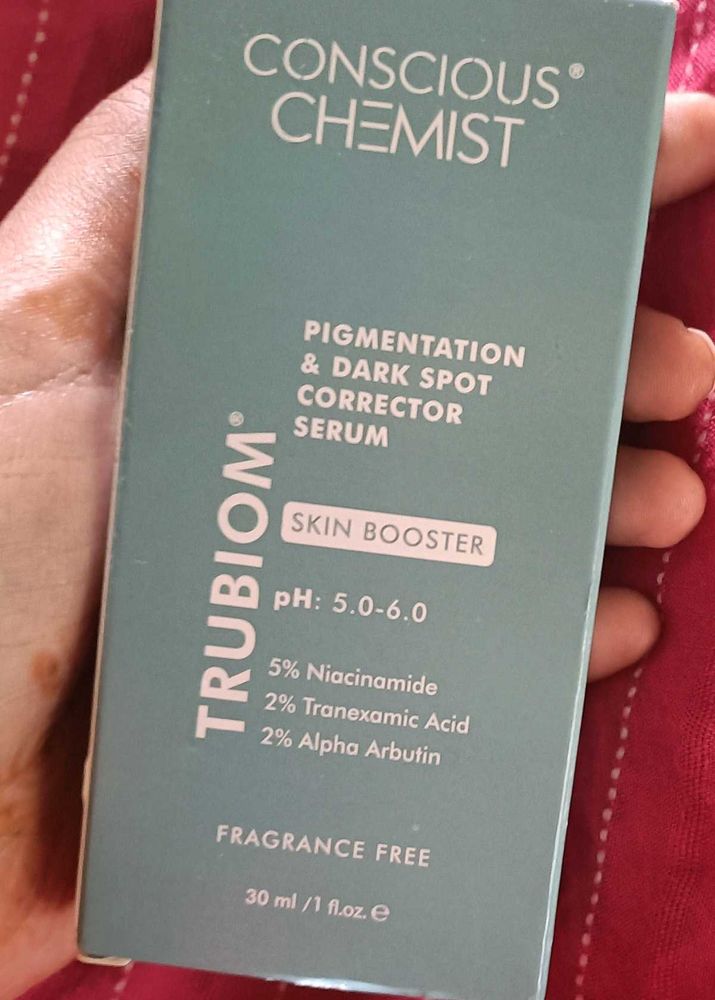 CONSCIOUS®
CHEMIST
PIGMENTATION
& DARK SPOT
CORRECTOR
SERUM
TRUBIOM®
SKIN BOOSTER
pH: 5.0-6.0
5% Niacinamide
2% Tranexamic Acid
2% Alpha Arbutin
FRAGRANCE FREE
30 ml /1 fl.oz. ℮